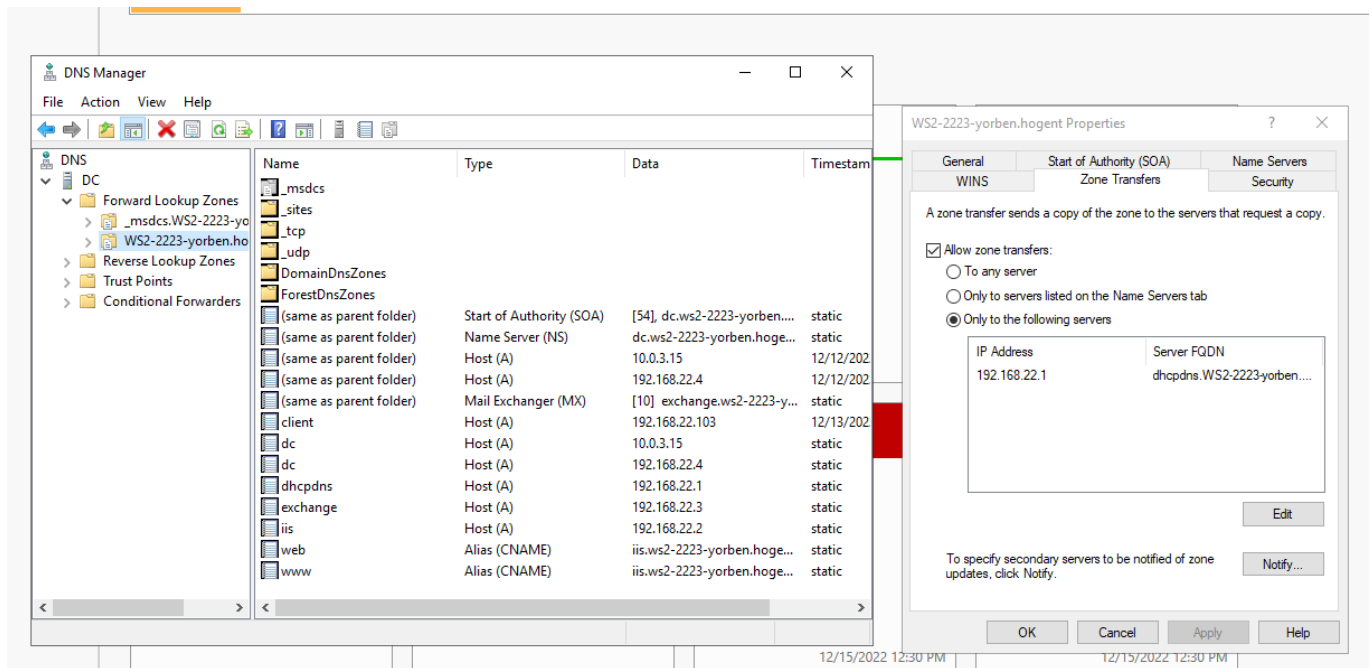 DNS Manager
File Action View Help
DNS
DC
Forward Lookup Zones
_msdcs.WS2-2223-yo
WS2-2223-yorben.ho
Reverse Lookup Zones
Trust Points
Conditional Forwarders
Name Type Data Timestam
_msdcs
_sites
_tcp
_udp
DomainDnsZones
ForestDnsZones
(same as parent folder) Start of Authority (SOA) [54], dc.ws2-2223-yorben.... static
(same as parent folder) Name Server (NS) dc.ws2-2223-yorben.hoge... static
(same as parent folder) Host (A) 10.0.3.15 12/12/202
(same as parent folder) Host (A) 192.168.22.4 12/12/202
(same as parent folder) Mail Exchanger (MX) [10] exchange.ws2-2223-y... static
client Host (A) 192.168.22.103 12/13/202
dc Host (A) 10.0.3.15 static
dc Host (A) 192.168.22.4 static
dhcpdns Host (A) 192.168.22.1 static
exchange Host (A) 192.168.22.3 static
iis Host (A) 192.168.22.2 static
web Alias (CNAME) iis.ws2-2223-yorben.hoge... static
www Alias (CNAME) iis.ws2-2223-yorben.hoge... static
WS2-2223-yorben.hogent Properties
General Start of Authority (SOA) Name Servers
WINS Zone Transfers Security
A zone transfer sends a copy of the zone to the servers that request a copy.
Allow zone transfers:
To any server
Only to servers listed on the Name Servers tab
Only to the following servers
IP Address Server FQDN
192.168.22.1 dhcpdns.WS2-2223-yorben....
Edit
To specify secondary servers to be notified of zone
updates, click Notify.
Notify...
OK Cancel Apply Help
12/15/2022 12:30 PM 12/15/2022 12:30 PM